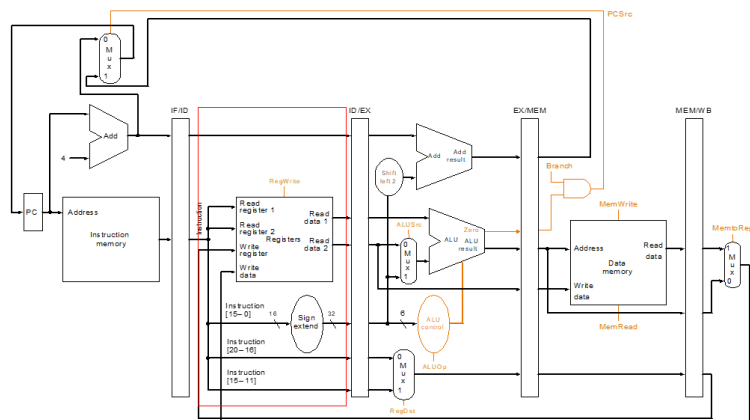 PCSrc
0
M
u
x
1
IF/ID
ID/EX
EX/MEM
MEM/WB
Add
4
Add
Add
result
Shift
left 2
Branch
RegWrite
PC
Address
Instruction
memory
Instruction
Read
register 1
Read
register 2
Write
register
Write
data
Registers
Read
data 1
Read
data 2
ALUSrc
0
M
u
x
1
Zero
ALU
ALU
result
MemWrite
Address
Write
data
Read
data
Data
memory
MemRead
MemtoReg
1
M
u
x
0
Instruction
[15–0]
16
Sign
extend
32
6
ALU
control
ALUOp
Instruction
[20–16]
Instruction
[15–11]
0
M
u
x
1
RegDst